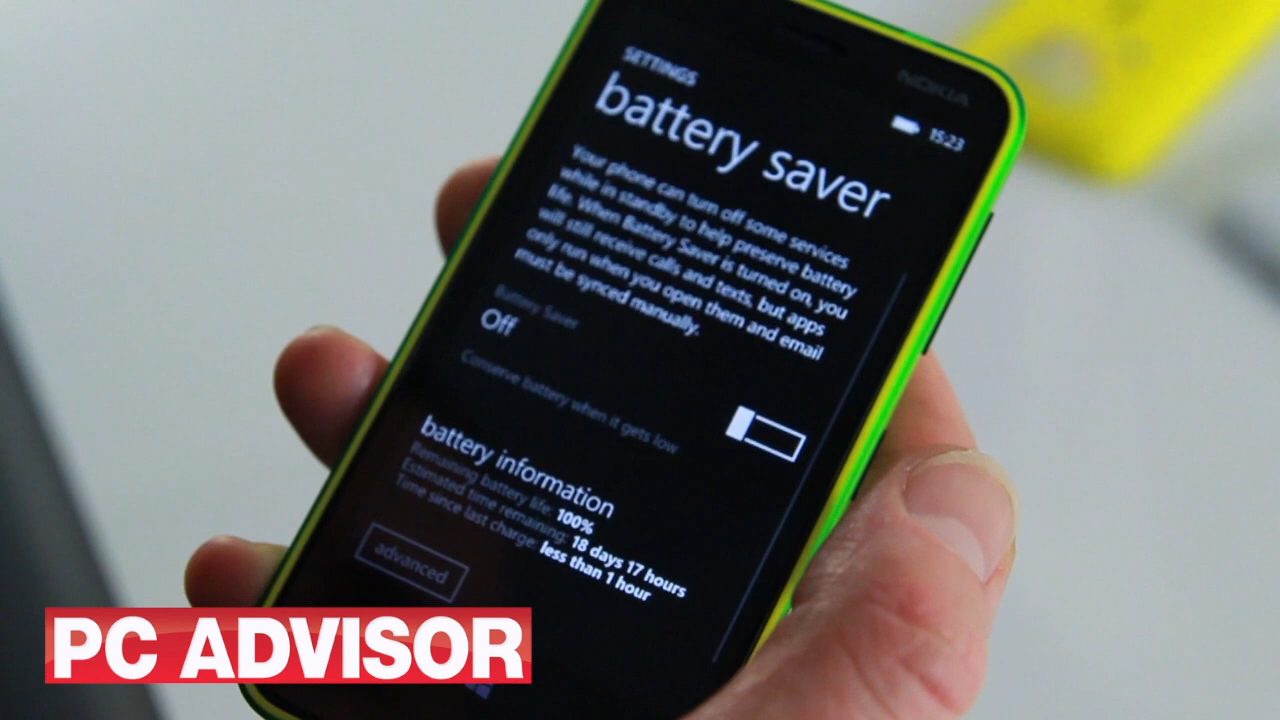 NOKIA
15:23
SETTINGS
battery saver
Your phone can turn off some services
while in standby to help preserve battery
life. When Battery Saver is turned on, you
will still receive calls and texts, but apps
only run when you open them and email
must be synced manually.
Battery Saver
Off
Conserve battery when it gets low
battery information
Remaining battery life: 100%
Estimated time remaining: 18 days 17 hours
Time since last charge: less than 1 hour
advanced
PC ADVISOR